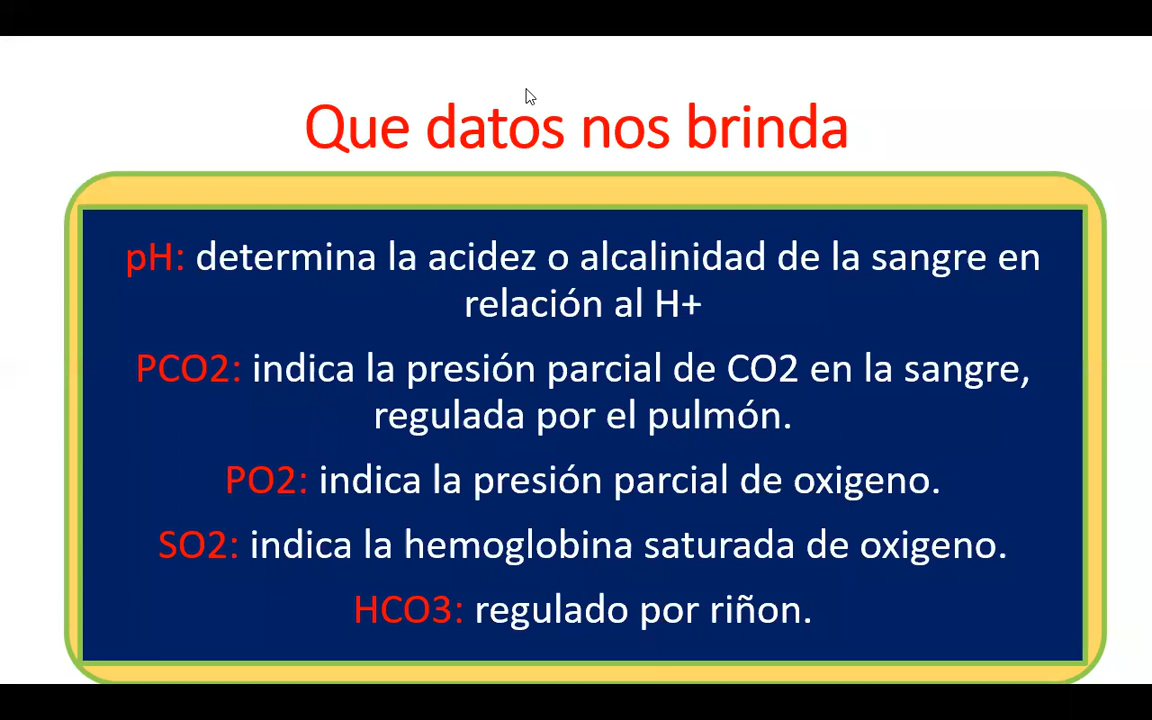 Que datos nos brinda
pH: determina la acidez o alcalinidad de la sangre en
relación al H+
PCO2: indica la presión parcial de CO2 en la sangre,
regulada por el pulmón.
PO2: indica la presión parcial de oxigeno.
SO2: indica la hemoglobina saturada de oxigeno.
HCO3: regulado por riñon.